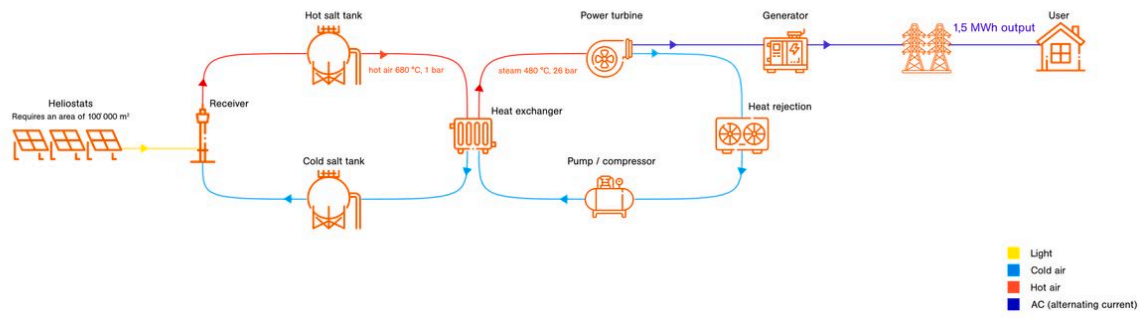 Hot salt tank
Power turbine
Generator
User
1,5 MWh output
hot air 680 °C, 1 bar
steam 480 °C, 26 bar
Heliostats
Requires an area of 100'000 m²
Receiver
Heat exchanger
Heat rejection
Cold salt tank
Pump / compressor
Light
Cold air
Hot air
AC (alternating current)